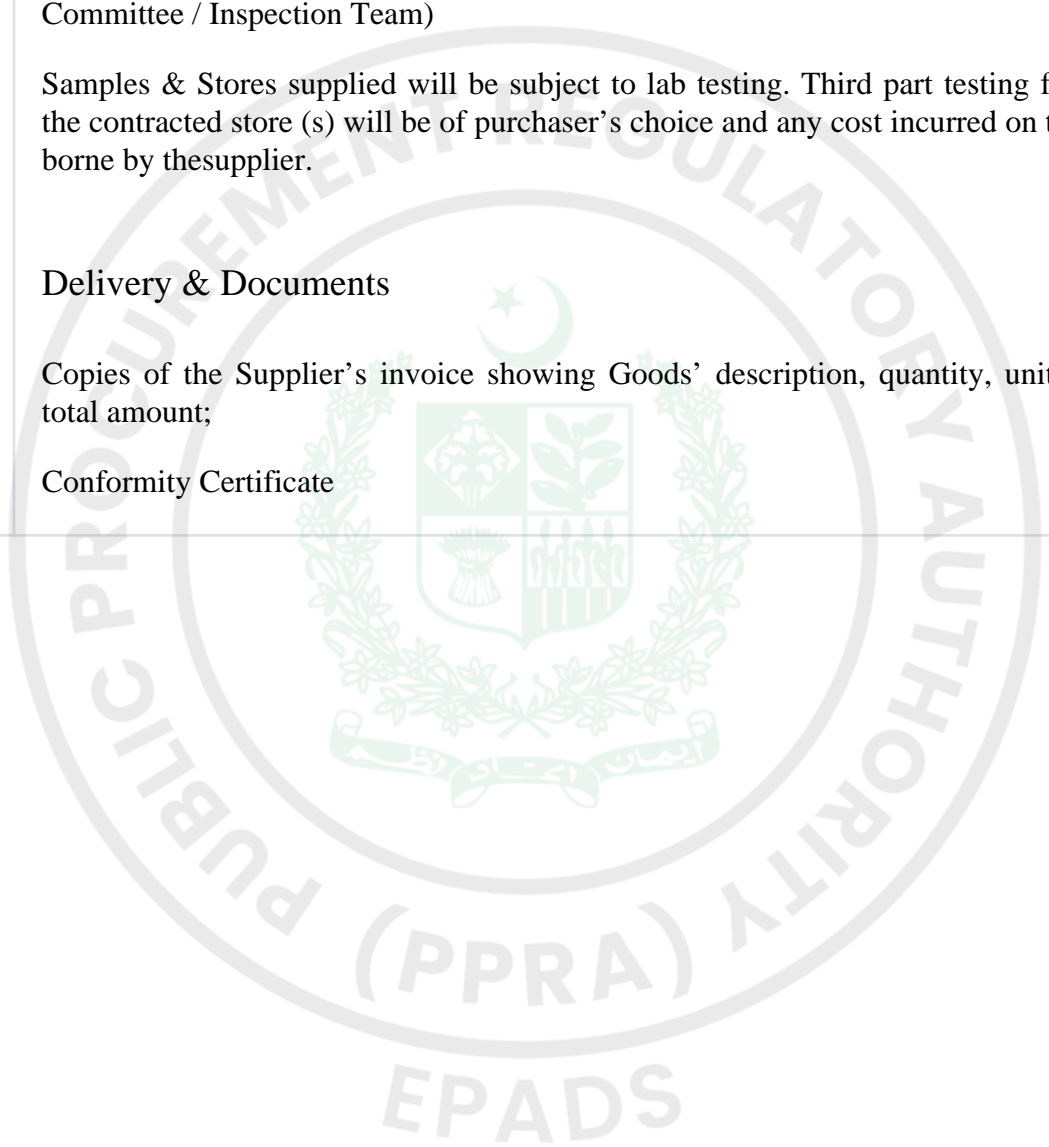 Committee / Inspection Team)
Samples & Stores supplied will be subject to lab testing. Third part testing
the contracted store (s) will be of purchaser’s choice and any cost incurred on
borne by thesupplier.
Delivery & Documents
Copies of the Supplier’s invoice showing Goods’ description, quantity, unit
total amount;
Conformity Certificate
PUBLIC PROCUREMENT REGULATORY AUTHORITY
(PPRA)
EPADS